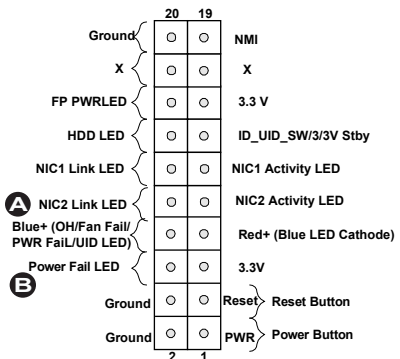 20 19
Ground NMI
X X
FP PWRLED 3.3 V
HDD LED ID_UID_SW/3/3V Stby
NIC1 Link LED NIC1 Activity LED
A NIC2 Link LED NIC2 Activity LED
Blue+ (OH/Fan Fail/
PWR FaiL/UID LED) Red+ (Blue LED Cathode)
Power Fail LED 3.3V
B
Ground Reset Reset Button
Ground PWR Power Button
2 1